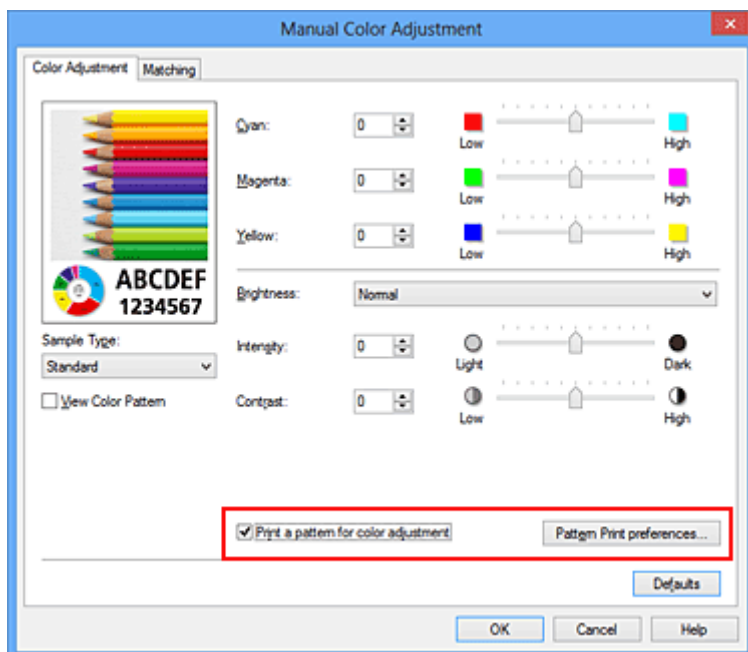 Manual Color Adjustment
Color Adjustment Matching
Cyan: 0 Low High
Magenta: 0 Low High
Yellow: 0 Low High
ABCDEF
1234567
Brightness: Normal
Sample Type:
Standard
Intensity: 0 Light Dark
View Color Pattern
Contrast: 0 Low High
Print a pattern for color adjustment Pattern Print preferences...
Defaults
OK Cancel Help